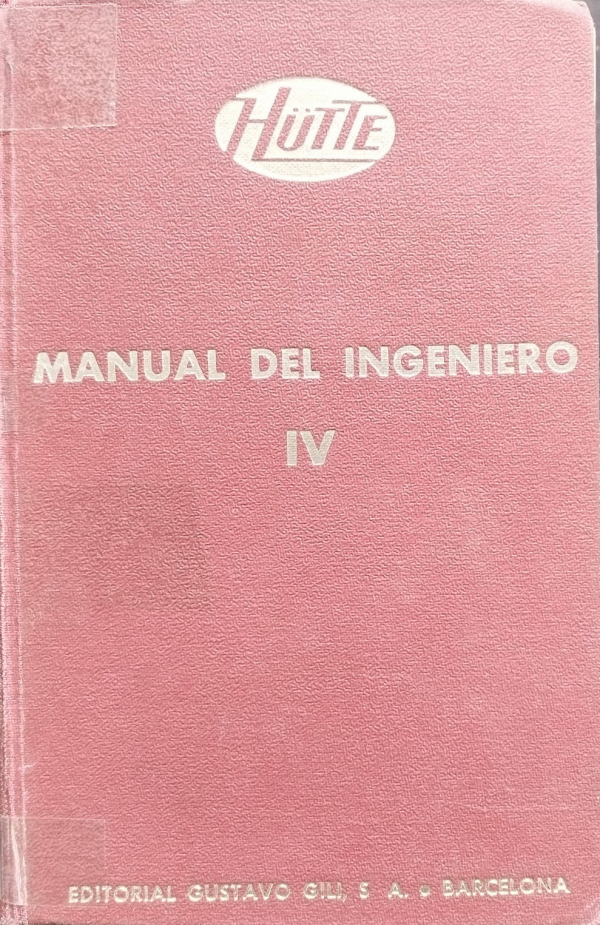 HÜTTE
MANUAL DEL INGENIERO
IV
EDITORIAL GUSTAVO GILI, S A. • BARCELONA